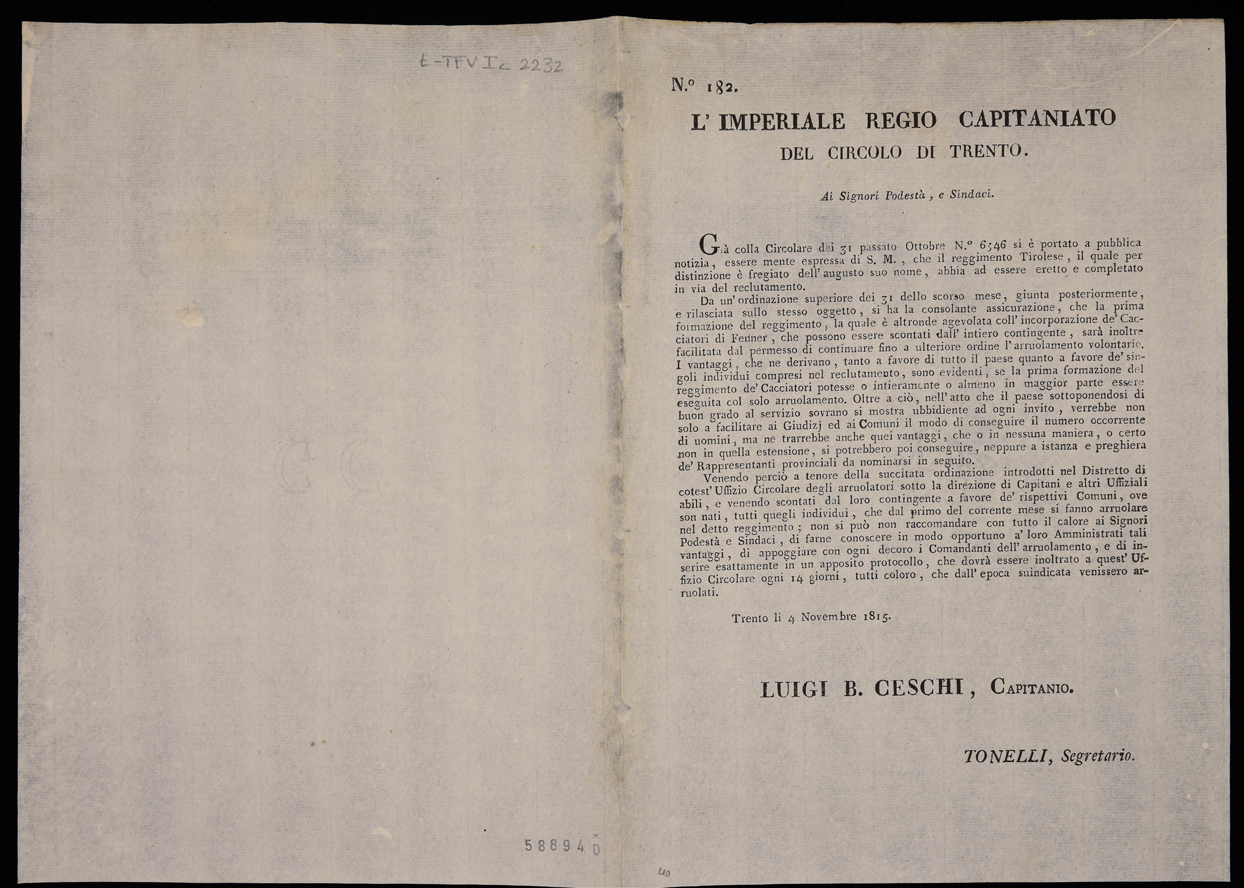 t-TFV I c 2232
588940
N.º 182.
L' IMPERIALE REGIO CAPITANIATO
DEL CIRCOLO DI TRENTO.
Ai Signori Podestà, e Sindaci.
Già colla Circolare dei 31 passato Ottobre N.º 6546 si è portato a pubblica
notizia, essere mente espressa di S. M., che il reggimento Tirolese, il quale per
distinzione è fregiato dell' augusto suo nome, abbia ad essere eretto e completato
in via del reclutamento.
Da un' ordinazione superiore dei 31 dello scorso mese, giunta posteriormente,
e rilasciata sullo stesso oggetto, si ha la consolante assicurazione, che la prima
formazione del reggimento, la quale è altronde agevolata coll' incorporazione de' Cac-
ciatori di Fenner, che possono essere scontati dall' intiero contingente, sarà inoltre
facilitata dal permesso di continuare fino a ulteriore ordine l' arruolamento volontario.
I vantaggi, che ne derivano, tanto a favore di tutto il paese quanto a favore de' sin-
goli individui compresi nel reclutamento, sono evidenti, se la prima formazione del
reggimento de' Cacciatori potesse o intieramente o almeno in maggior parte essere
eseguita col solo arruolamento. Oltre a ciò, nell' atto che il paese sottoponendosi di
buon grado al servizio sovrano si mostra ubbidiente ad ogni invito, verrebbe non
solo a facilitare ai Giudizj ed ai Comuni il modo di conseguire il numero occorrente
di uomini, ma ne trarrebbe anche quei vantaggi, che o in nessuna maniera, o certo
non in quella estensione, si potrebbero poi conseguire, neppure a istanza e preghiera
de' Rappresentanti provinciali da nominarsi in seguito.
Venendo perciò a tenore della succitata ordinazione introdotti nel Distretto di
cotest' Uffizio Circolare degli arruolatori sotto la direzione di Capitani e altri Uffiziali
abili, e venendo scontati dal loro contingente a favore de' rispettivi Comuni, ove
son nati, tutti quegli individui, che dal primo del corrente mese si fanno arruolare
nel detto reggimento; non si può non raccomandare con tutto il calore ai Signori
Podestà e Sindaci, di farne conoscere in modo opportuno a' loro Amministrati tali
vantaggi, di appoggiare con ogni decoro i Comandanti dell' arruolamento, e di in-
serire esattamente in un apposito protocollo, che dovrà essere inoltrato a quest' Uf-
fizio Circolare ogni 14 giorni, tutti coloro, che dall' epoca suindicata venissero ar-
ruolati.
Trento li 4 Novembre 1815.
LUIGI B. CESCHI, CAPITANIO.
TONELLI, Segretario.
40